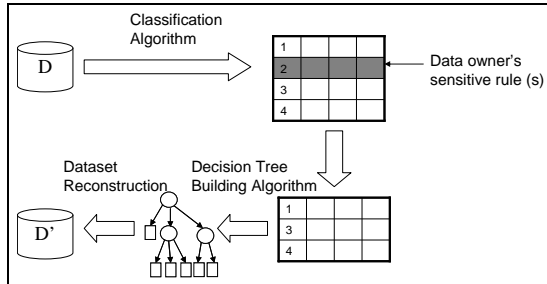 Classification
Algorithm
D
1
2
3
4
Data owner's
sensitive rule (s)
Dataset
Reconstruction
Decision Tree
Building Algorithm
D'
1
3
4